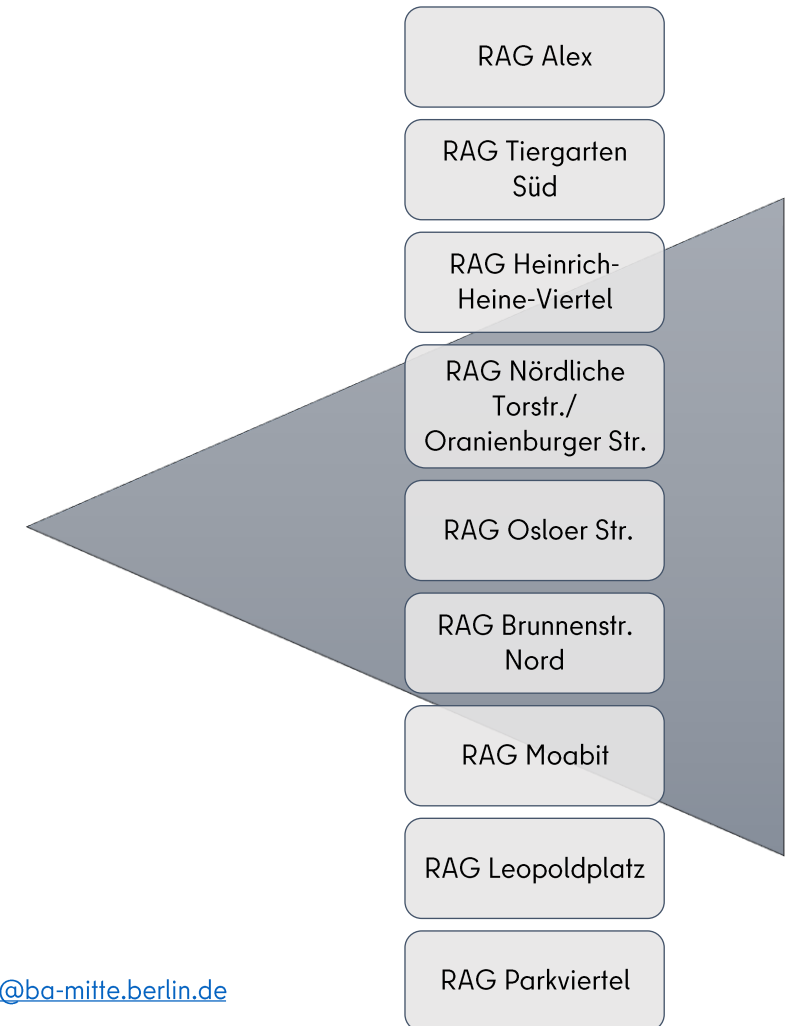 RAG Alex
RAG Tiergarten
Süd
RAG Heinrich-
Heine-Viertel
RAG Nördliche
Torstr./
Oranienburger Str.
RAG Osloer Str.
RAG Brunnenstr.
Nord
RAG Moabit
RAG Leopoldplatz
RAG Parkviertel
@ba-mitte.berlin.de